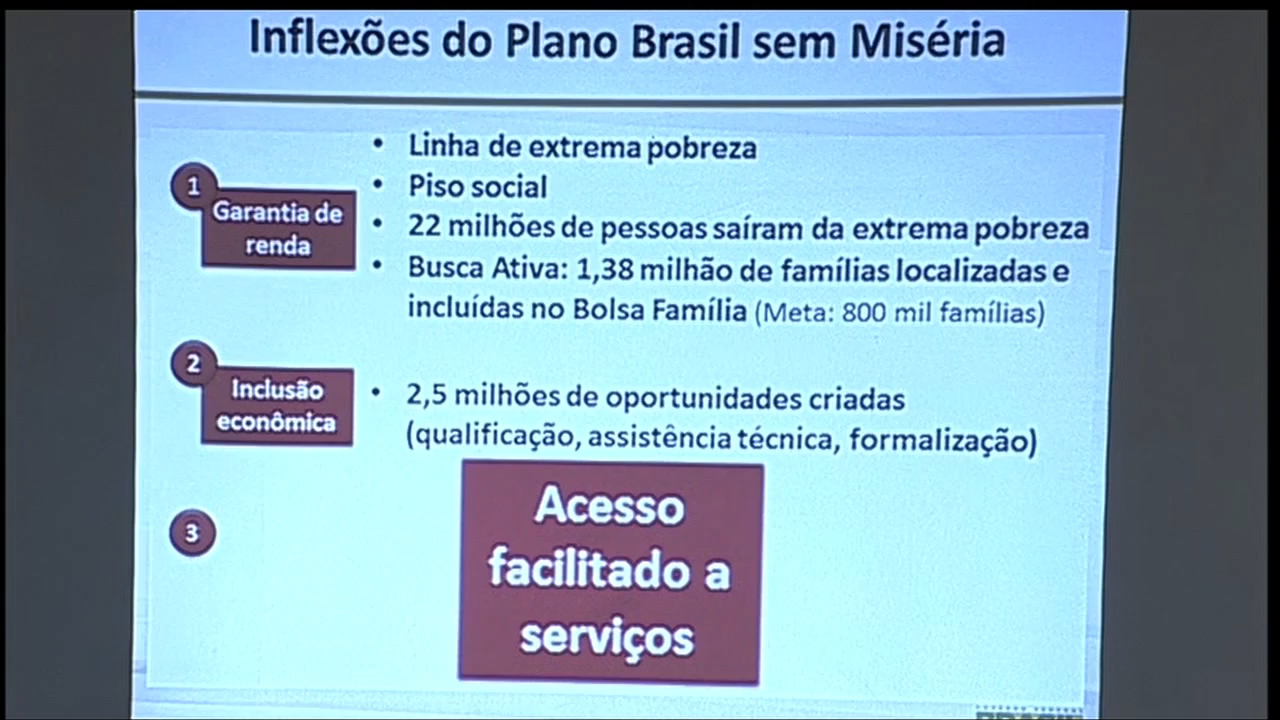 Inflexões do Plano Brasil sem Miséria
1
Garantia de
renda
• Linha de extrema pobreza
• Piso social
• 22 milhões de pessoas saíram da extrema pobreza
• Busca Ativa: 1,38 milhão de famílias localizadas e
incluídas no Bolsa Família (Meta: 800 mil famílias)
2
Inclusão
econômica
• 2,5 milhões de oportunidades criadas
(qualificação, assistência técnica, formalização)
3
Acesso
facilitado a
serviços